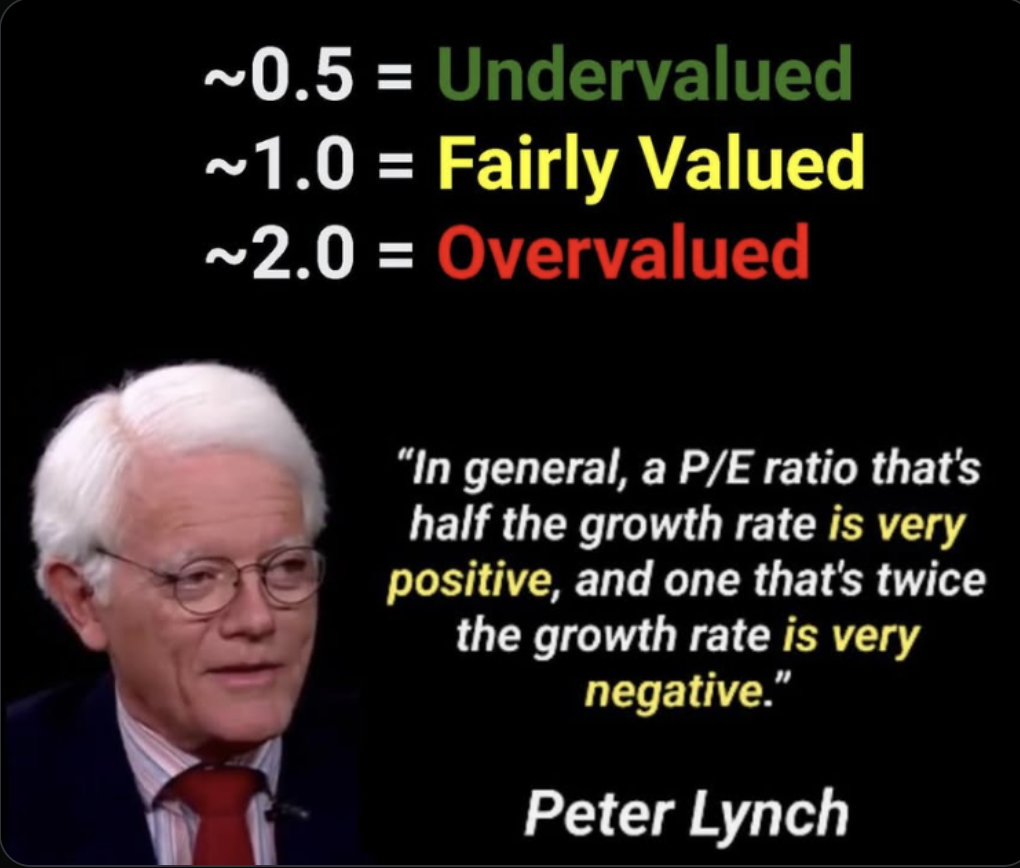 ~0.5 = Undervalued
~1.0 = Fairly Valued
~2.0 = Overvalued
“In general, a P/E ratio that's
half the growth rate is very
positive, and one that's twice
the growth rate is very
negative.”
Peter Lynch